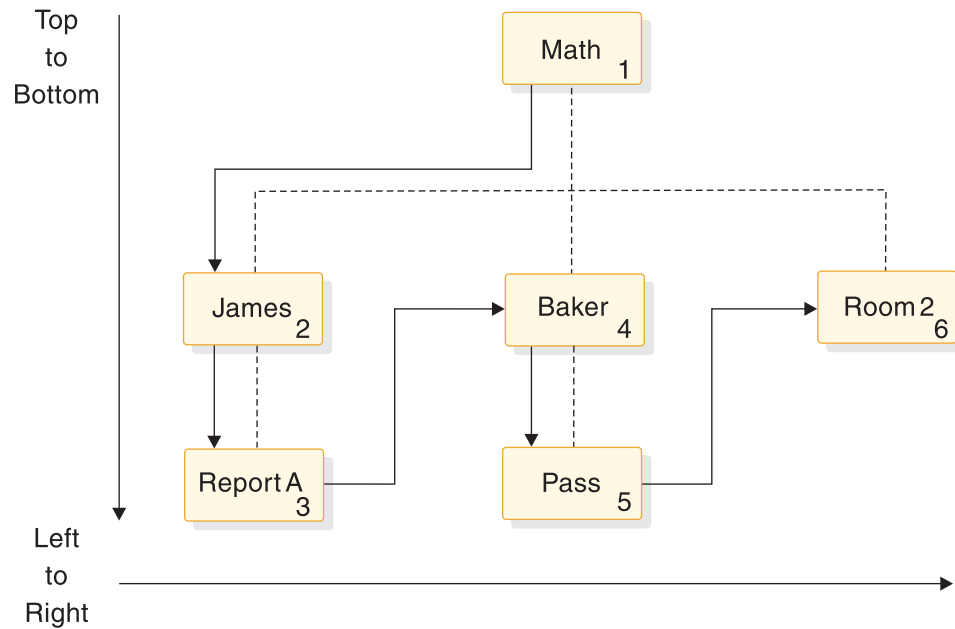 Top
to
Bottom
Math
1
James
2
Baker
4
Room 2
6
Report A
3
Pass
5
Left
to
Right